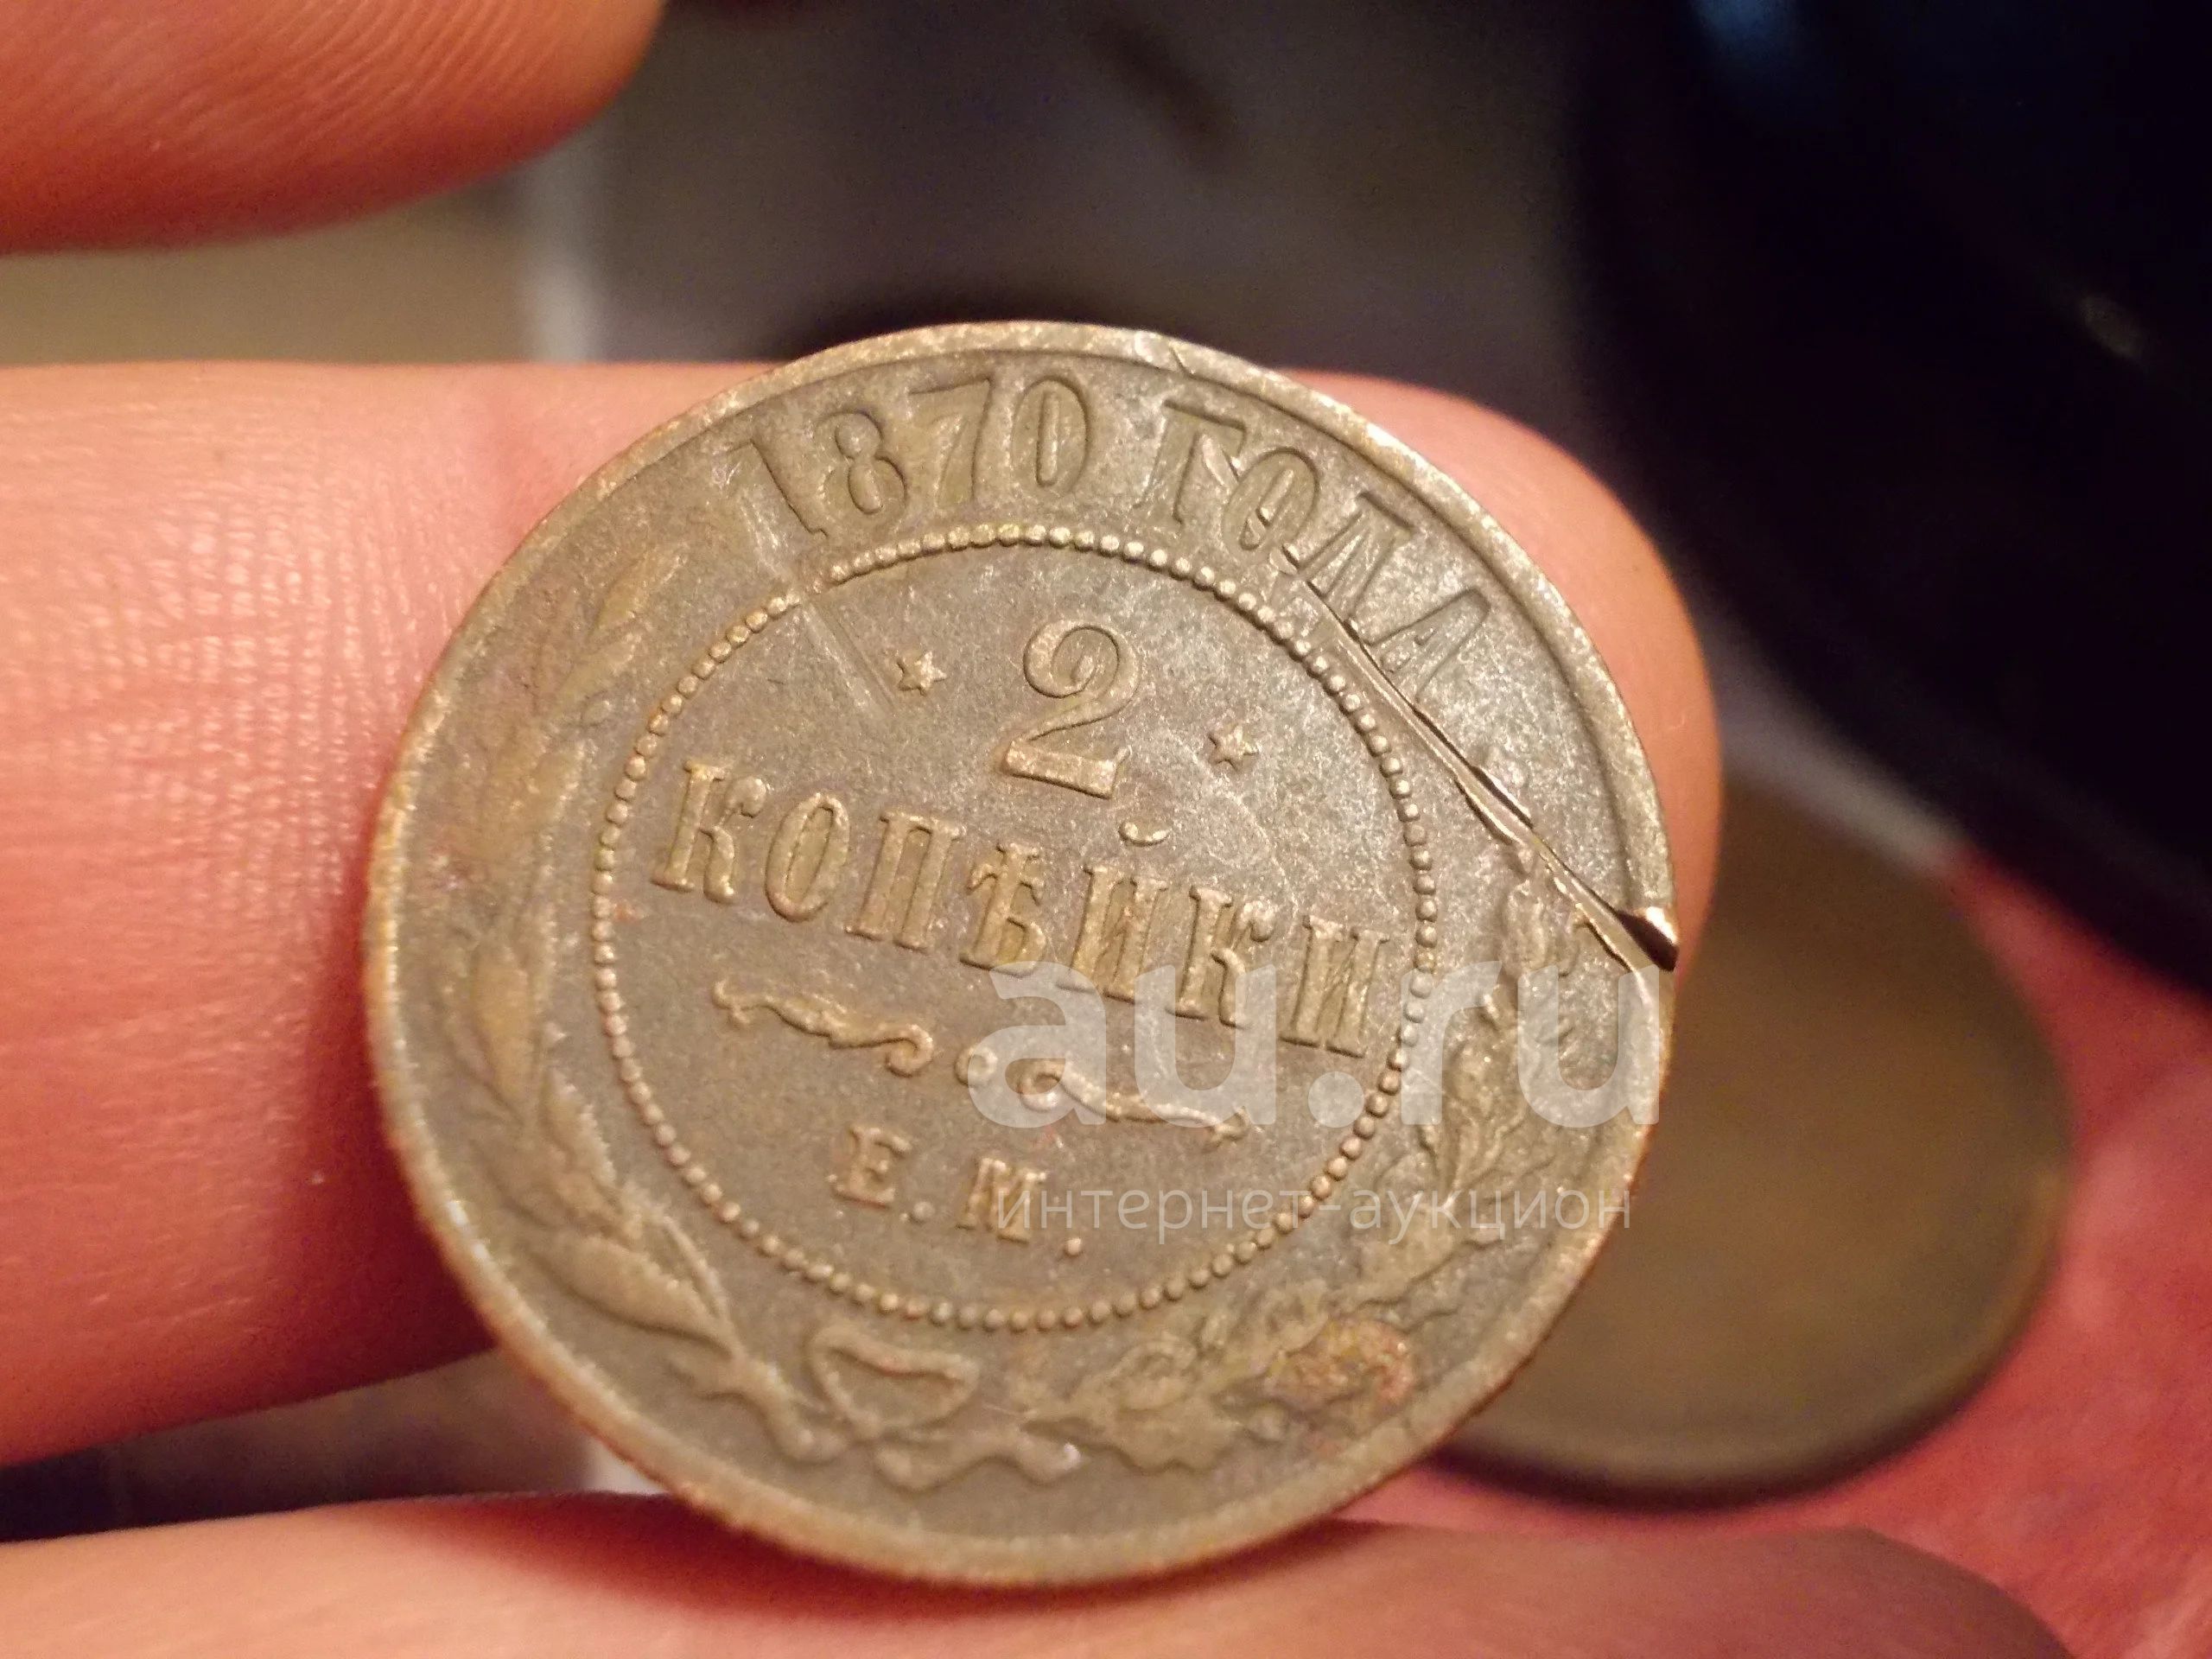 1870 ГОДА
2
КОПѢЙКИ
Е.М.
au.ru
интернет-аукцион